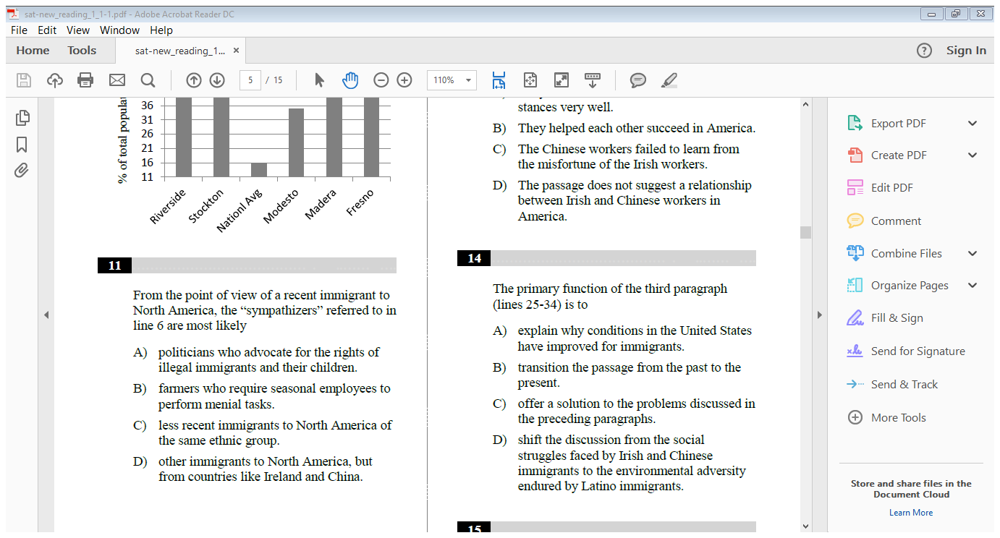 sat-new_reading_1_1-1.pdf - Adobe Acrobat Reader DC
File Edit View Window Help
Home Tools sat-new_reading_1... × ? Sign In
5 / 15 110%
% of total popula
36
31
26
21
16
11
Riverside
Stockton
Nationl Avg
Modesto
Madera
Fresno
11
From the point of view of a recent immigrant to
North America, the “sympathizers” referred to in
line 6 are most likely
A) politicians who advocate for the rights of
illegal immigrants and their children.
B) farmers who require seasonal employees to
perform menial tasks.
C) less recent immigrants to North America of
the same ethnic group.
D) other immigrants to North America, but
from countries like Ireland and China.
stances very well.
B) They helped each other succeed in America.
C) The Chinese workers failed to learn from
the misfortune of the Irish workers.
D) The passage does not suggest a relationship
between Irish and Chinese workers in
America.
14
The primary function of the third paragraph
(lines 25-34) is to
A) explain why conditions in the United States
have improved for immigrants.
B) transition the passage from the past to the
present.
C) offer a solution to the problems discussed in
the preceding paragraphs.
D) shift the discussion from the social
struggles faced by Irish and Chinese
immigrants to the environmental adversity
endured by Latino immigrants.
15
Export PDF
Create PDF
Edit PDF
Comment
Combine Files
Organize Pages
Fill & Sign
Send for Signature
Send & Track
More Tools
Store and share files in the
Document Cloud
Learn More